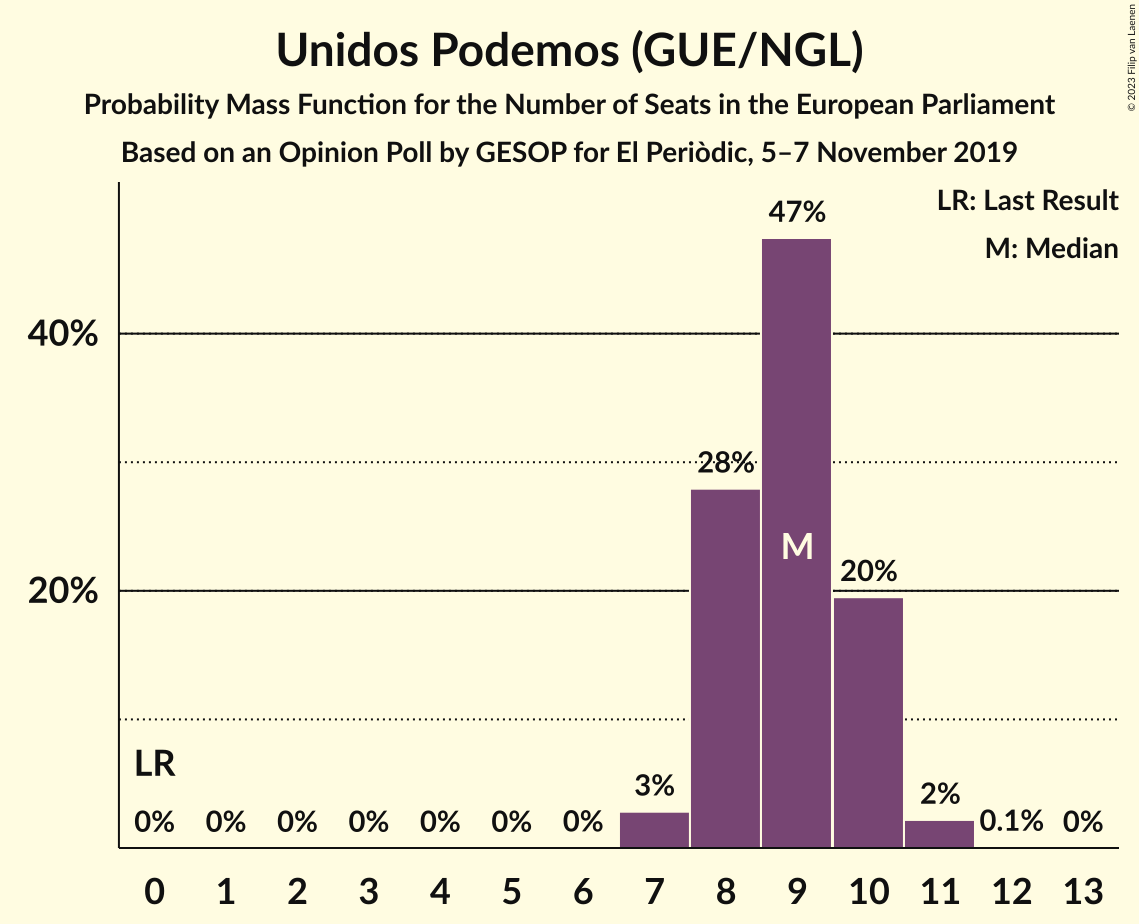 Unidos Podemos (GUE/NGL)
Probability Mass Function for the Number of Seats in the European Parliament
Based on an Opinion Poll by GESOP for El Periòdic, 5–7 November 2019
© 2023 Filip van Laenen
LR: Last Result
M: Median
47%
40%
28%
M
20%
20%
LR
3%
2%
0% 0% 0% 0% 0% 0% 0% 0.1% 0%
0 1 2 3 4 5 6 7 8 9 10 11 12 13